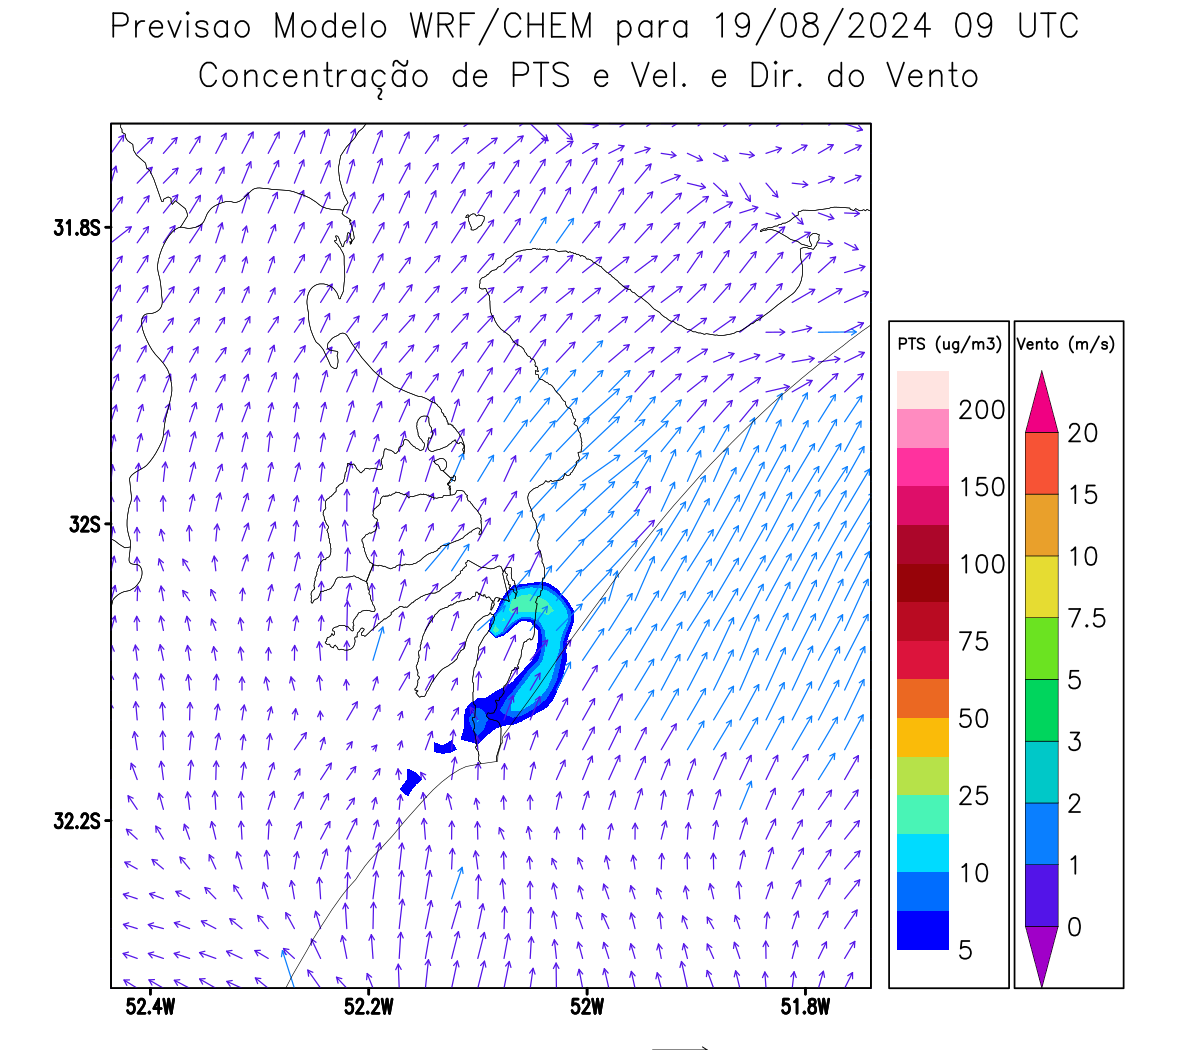 Previsao Modelo WRF/CHEM para 19/08/2024 09 UTC
Concentração de PTS e Vel. e Dir. do Vento
31.8S
32S
32.2S
52.4W
52.2W
52W
51.8W
PTS (ug/m3)
200
150
100
75
50
25
10
5
Vento (m/s)
20
15
10
7.5
5
3
2
1
0